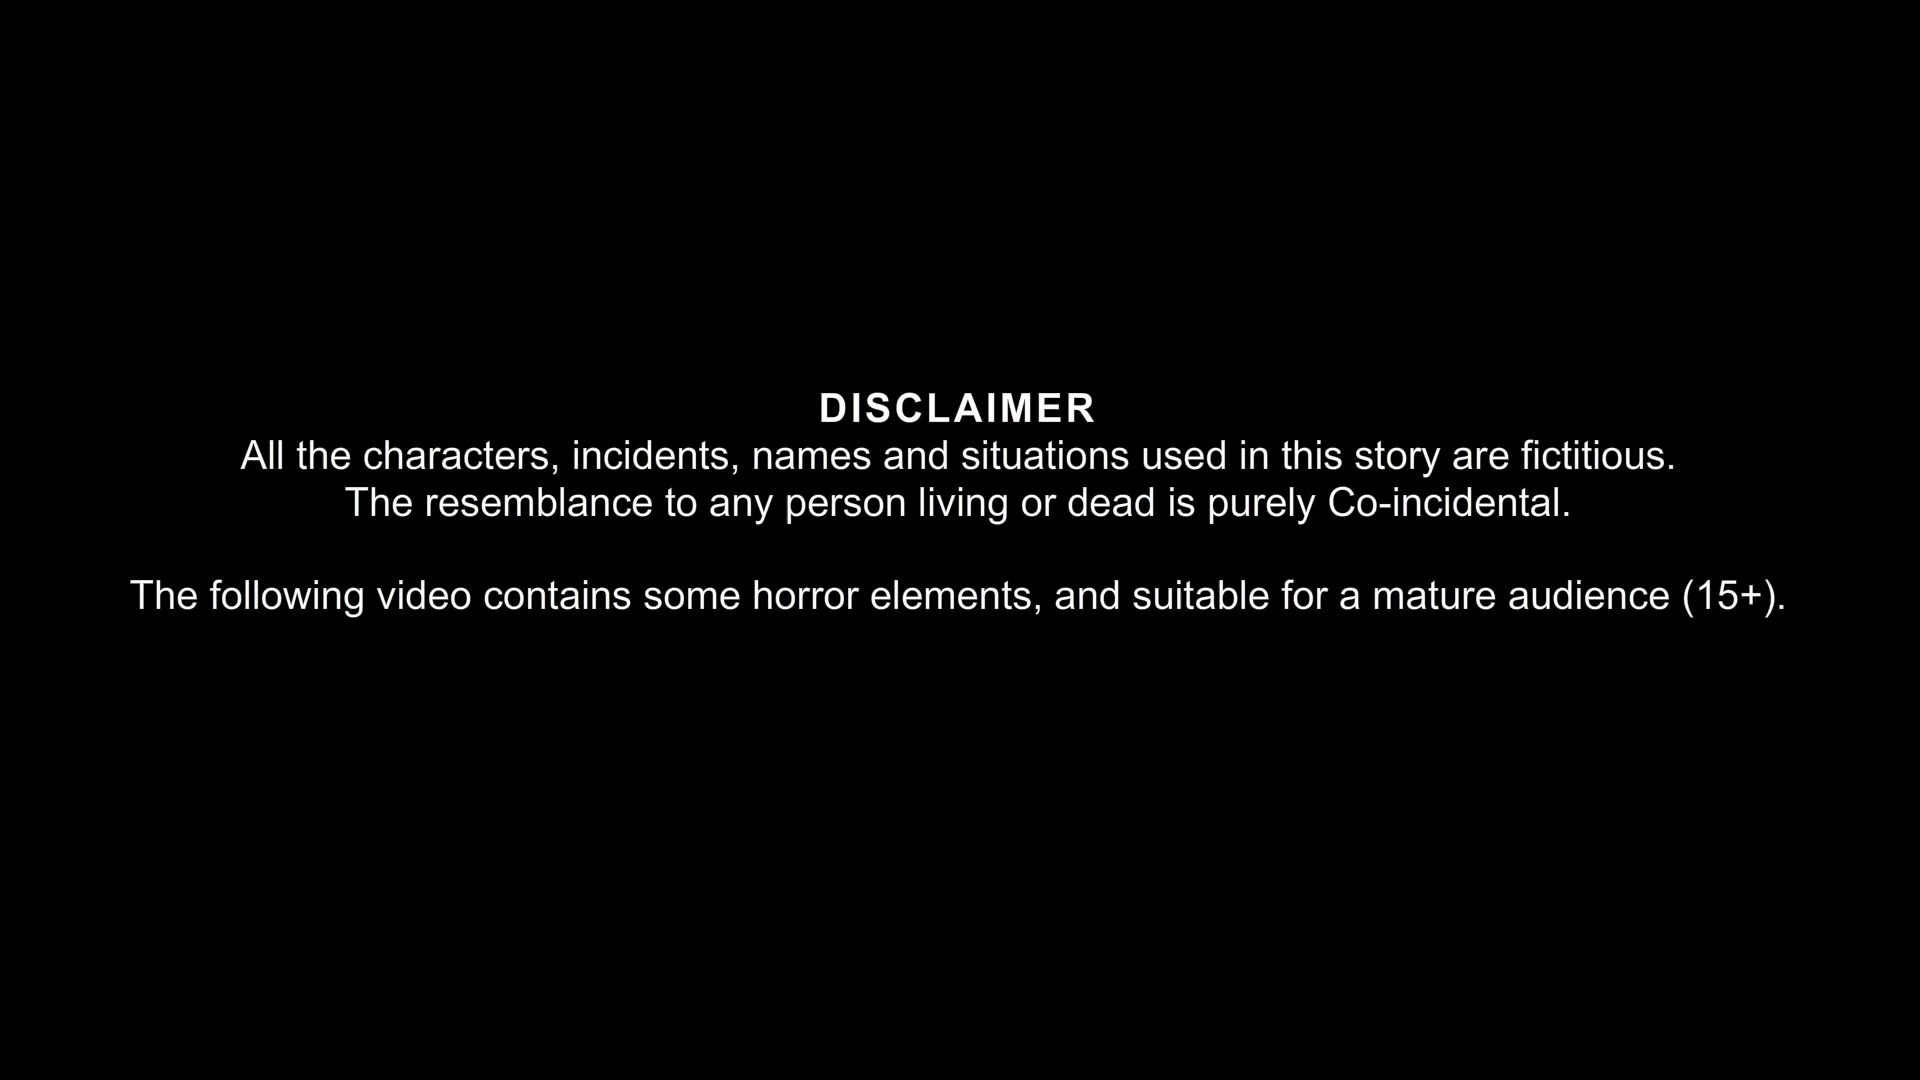 DISCLAIMER
All the characters, incidents, names and situations used in this story are fictitious.
The resemblance to any person living or dead is purely Co-incidental.
The following video contains some horror elements, and suitable for a mature audience (15+).